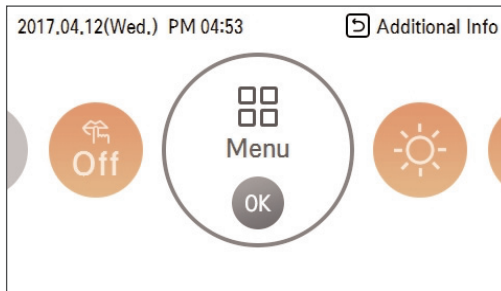 2017.04.12(Wed.) PM 04:53
Additional Info
Off
Menu
OK